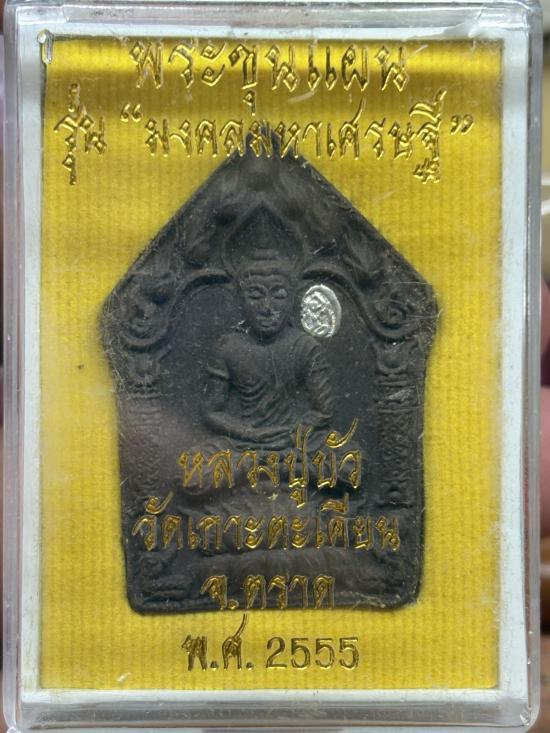 พระขุนแผน
รุ่น “มงคลมหาเศรษฐี”
หลวงปู่บัว
วัดเกาะตะเคียน
จ.ตราด
พ.ศ. 2555